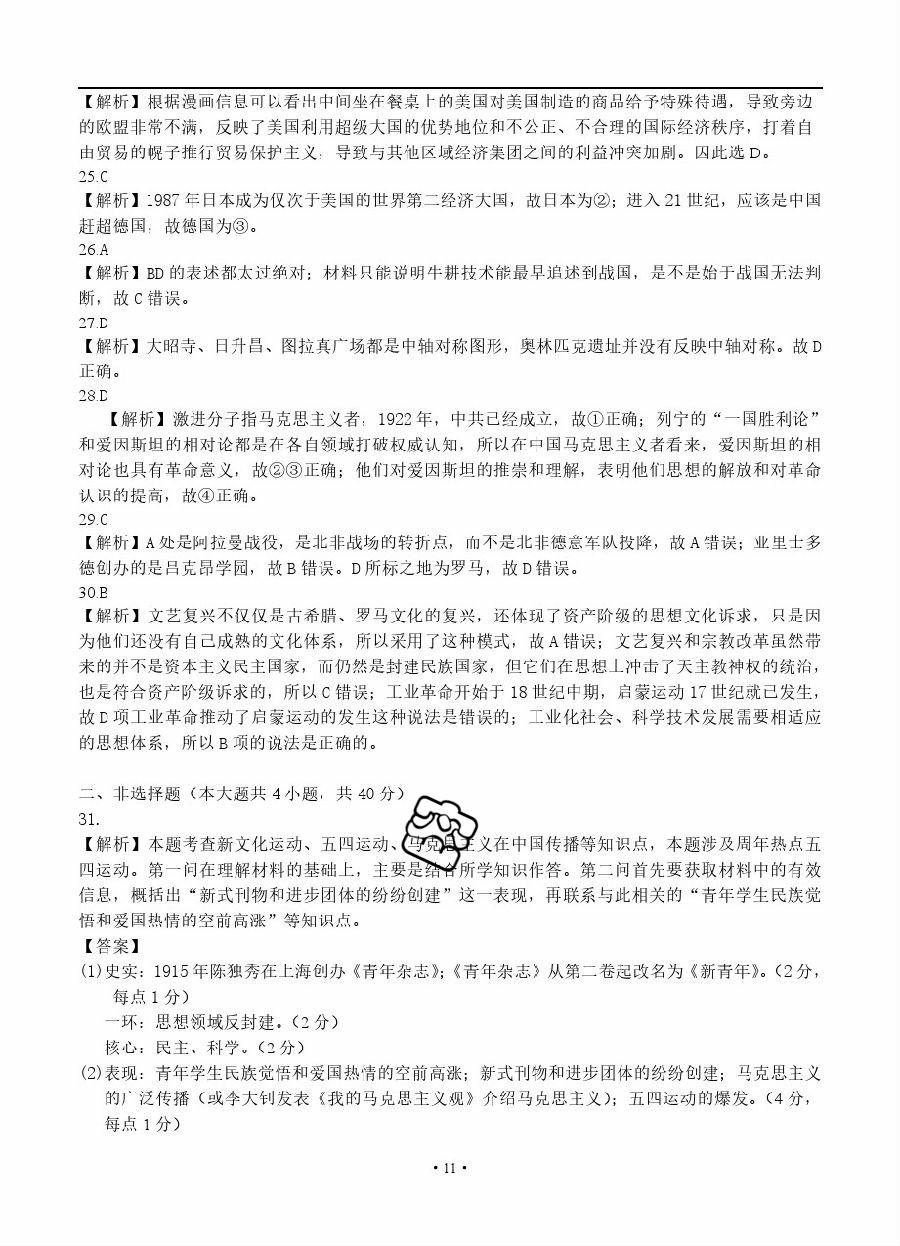 【解析】根据漫画信息可以看出中间坐在餐桌上的美国对美国制造的商品给予特殊待遇，导致旁边
的欧盟非常不满，反映了美国利用超级大国的优势地位和不公正、不合理的国际经济秩序，打着自
由贸易的幌子推行贸易保护主义，导致与其他区域经济集团之间的利益冲突加剧。因此选 D。
25.C
【解析】1987 年日本成为仅次于美国的世界第二经济大国，故日本为②；进入 21 世纪，应该是中国
赶超德国，故德国为③。
26.A
【解析】BD 的表述都太过绝对；材料只能说明牛耕技术能最早追述到战国，是不是始于战国无法判
断，故 C 错误。
27.D
【解析】大昭寺、日升昌、图拉真广场都是中轴对称图形，奥林匹克遗址并没有反映中轴对称。故 D
正确。
28.D
【解析】激进分子指马克思主义者，1922 年，中共已经成立，故①正确；列宁的“一国胜利论”
和爱因斯坦的相对论都是在各自领域打破权威认知，所以在中国马克思主义者看来，爱因斯坦的相
对论也具有革命意义，故②③正确；他们对爱因斯坦的推崇和理解，表明他们思想的解放和对革命
认识的提高，故④正确。
29.C
【解析】A 处是阿拉曼战役，是北非战场的转折点，而不是北非德意军队投降，故 A 错误；亚里士多
德创办的是吕克昂学园，故 B 错误。D 所标之地为罗马，故 D 错误。
30.B
【解析】文艺复兴不仅仅是古希腊、罗马文化的复兴，还体现了资产阶级的思想文化诉求，只是因
为他们还没有自己成熟的文化体系，所以采用了这种模式，故 A 错误；文艺复兴和宗教改革虽然带
来的并不是资本主义民主国家，而仍然是封建民族国家，但它们在思想上冲击了天主教神权的统治，
也是符合资产阶级诉求的，所以 C 错误；工业革命开始于 18 世纪中期，启蒙运动 17 世纪就已发生，
故 D 项工业革命推动了启蒙运动的发生这种说法是错误的；工业化社会、科学技术发展需要相适应
的思想体系，所以 B 项的说法是正确的。
二、非选择题（本大题共 4 小题，共 40 分）
31.
【解析】本题考查新文化运动、五四运动、马克思主义在中国传播等知识点，本题涉及周年热点五
四运动。第一问在理解材料的基础上，主要是结合所学知识作答。第二问首先要获取材料中的有效
信息，概括出“新式刊物和进步团体的纷纷创建”这一表现，再联系与此相关的“青年学生民族觉
悟和爱国热情的空前高涨”等知识点。
【答案】
(1)史实：1915 年陈独秀在上海创办《青年杂志》；《青年杂志》从第二卷起改名为《新青年》。（2 分，
每点 1 分）
一环：思想领域反封建。（2 分）
核心：民主、科学。（2 分）
(2)表现：青年学生民族觉悟和爱国热情的空前高涨；新式刊物和进步团体的纷纷创建；马克思主义
的广泛传播（或李大钊发表《我的马克思主义观》介绍马克思主义）；五四运动的爆发。（4 分，
每点 1 分）
·11·